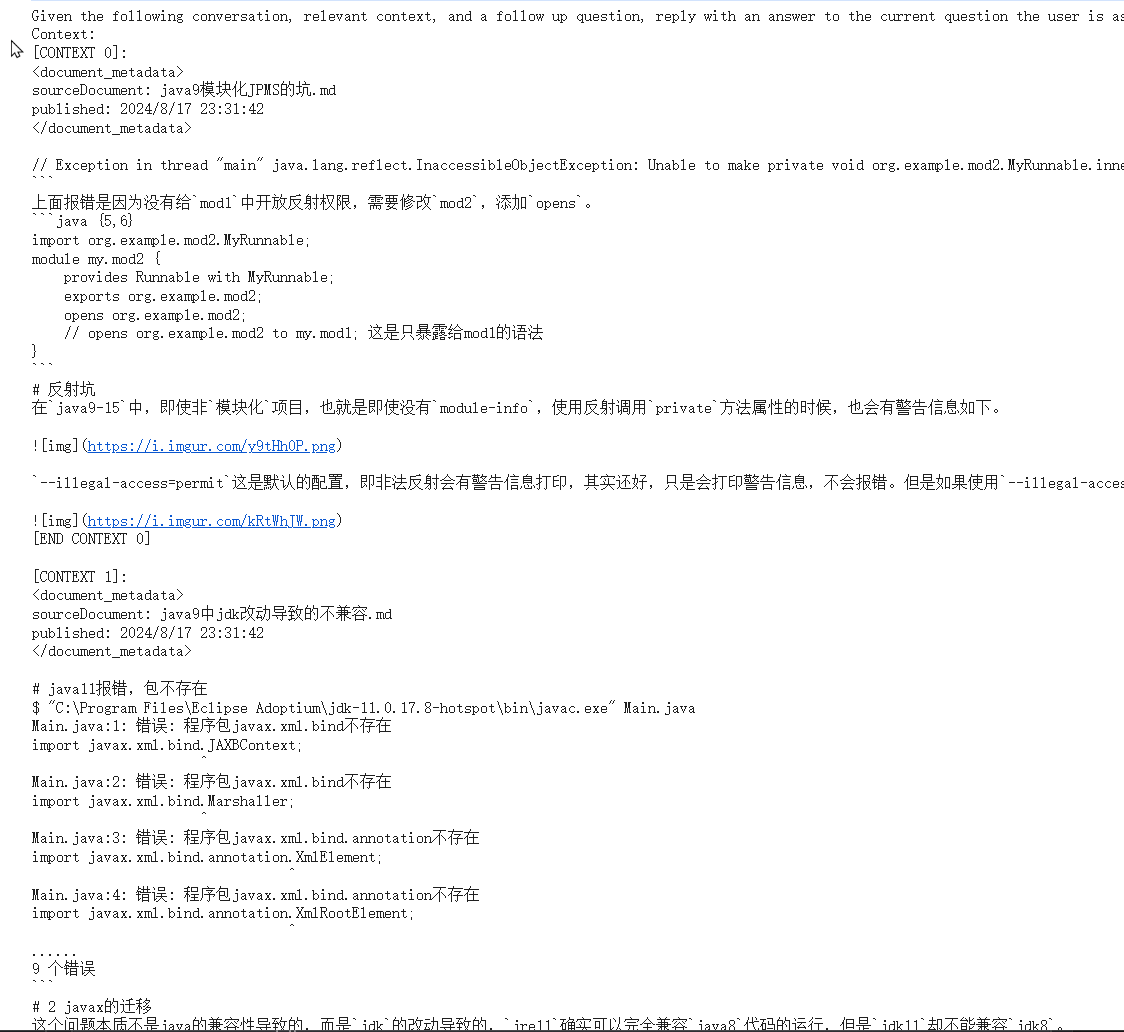 Given the following conversation, relevant context, and a follow up question, reply with an answer to the current question the user is as
Context:
[CONTEXT 0]:
<document_metadata>
sourceDocument: java9模块化JPMS的坑.md
published: 2024/8/17 23:31:42
</document_metadata>
// Exception in thread "main" java.lang.reflect.InaccessibleObjectException: Unable to make private void org.example.mod2.MyRunnable.inne
```
上面报错是因为没有给`mod1`中开放反射权限，需要修改`mod2`，添加`opens`。
```java {5,6}
import org.example.mod2.MyRunnable;
module my.mod2 {
    provides Runnable with MyRunnable;
    exports org.example.mod2;
    opens org.example.mod2;
    // opens org.example.mod2 to my.mod1; 这是只暴露给mod1的语法
}
```
# 反射坑
在`java9-15`中，即使非`模块化`项目，也就是即使没有`module-info`，使用反射调用`private`方法属性的时候，也会有警告信息如下。
![img](https://i.imgur.com/y9tHhOP.png)
`--illegal-access=permit`这是默认的配置，即非法反射会有警告信息打印，其实还好，只是会打印警告信息，不会报错。但是如果使用`--illegal-acces
![img](https://i.imgur.com/kRtWhJW.png)
[END CONTEXT 0]
[CONTEXT 1]:
<document_metadata>
sourceDocument: java9中jdk改动导致的不兼容.md
published: 2024/8/17 23:31:42
</document_metadata>
# java11报错，包不存在
$ "C:\Program Files\Eclipse Adoptium\jdk-11.0.17.8-hotspot\bin\javac.exe" Main.java
Main.java:1: 错误: 程序包javax.xml.bind不存在
import javax.xml.bind.JAXBContext;
^
Main.java:2: 错误: 程序包javax.xml.bind不存在
import javax.xml.bind.Marshaller;
^
Main.java:3: 错误: 程序包javax.xml.bind.annotation不存在
import javax.xml.bind.annotation.XmlElement;
^
Main.java:4: 错误: 程序包javax.xml.bind.annotation不存在
import javax.xml.bind.annotation.XmlRootElement;
^
......
9 个错误
```
# 2 javax的迁移
这个问题本质不是java的兼容性导致的，而是`jdk`的改动导致的，`jre11`确实可以完全兼容`java8`代码的运行，但是`jdk11`却不能兼容`jdk8`。